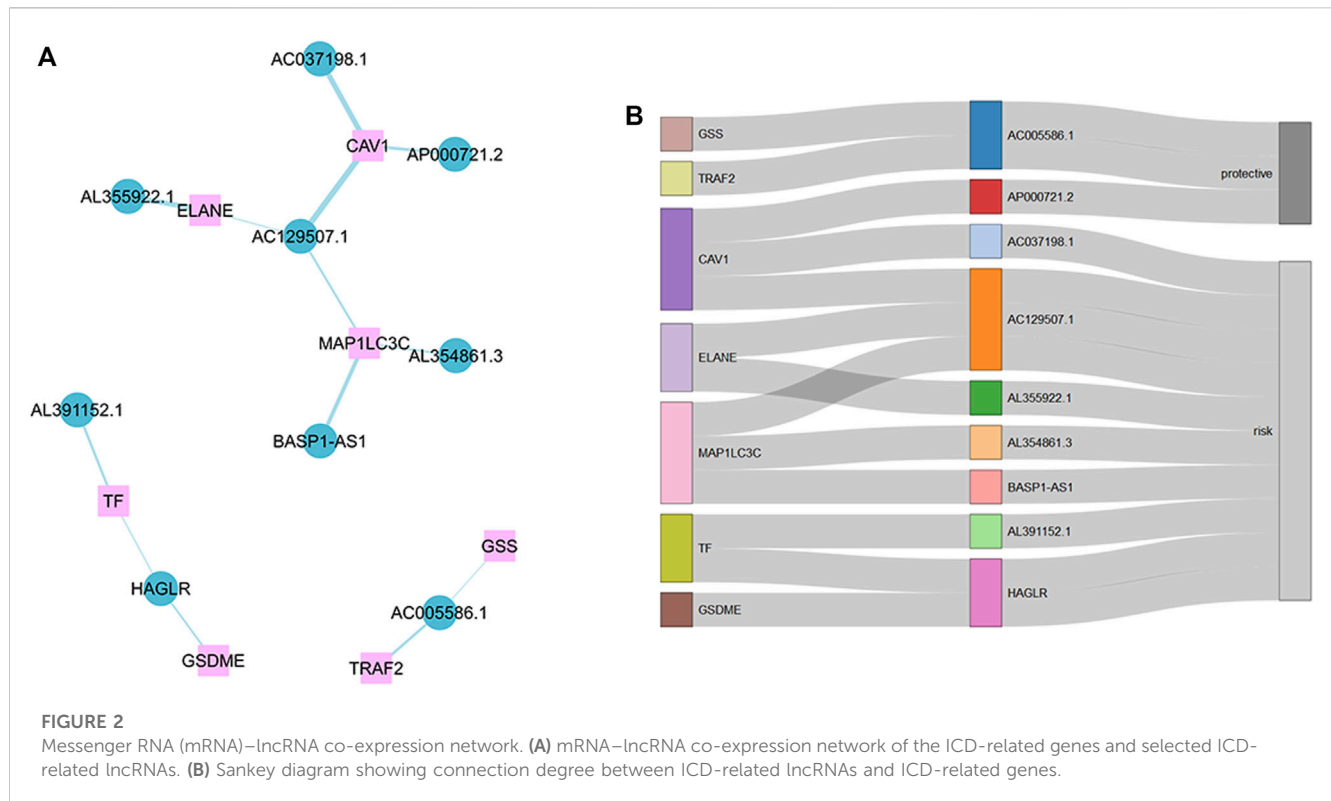 A
AC037198.1
CAV1
AP000721.2
AL355922.1
ELANE
AC129507.1
MAP1LC3C
AL354861.3
AL391152.1
BASP1-AS1
TF
GSS
HAGLR
AC005586.1
GSDME
TRAF2
B
GSS
TRAF2
CAV1
ELANE
MAP1LC3C
TF
GSDME
AC005586.1
AP000721.2
AC037198.1
AC129507.1
AL355922.1
AL354861.3
BASP1-AS1
AL391152.1
HAGLR
protective
risk
FIGURE 2
Messenger RNA (mRNA)–lncRNA co-expression network. (A) mRNA–lncRNA co-expression network of the ICD-related genes and selected ICD-
related lncRNAs. (B) Sankey diagram showing connection degree between ICD-related lncRNAs and ICD-related genes.